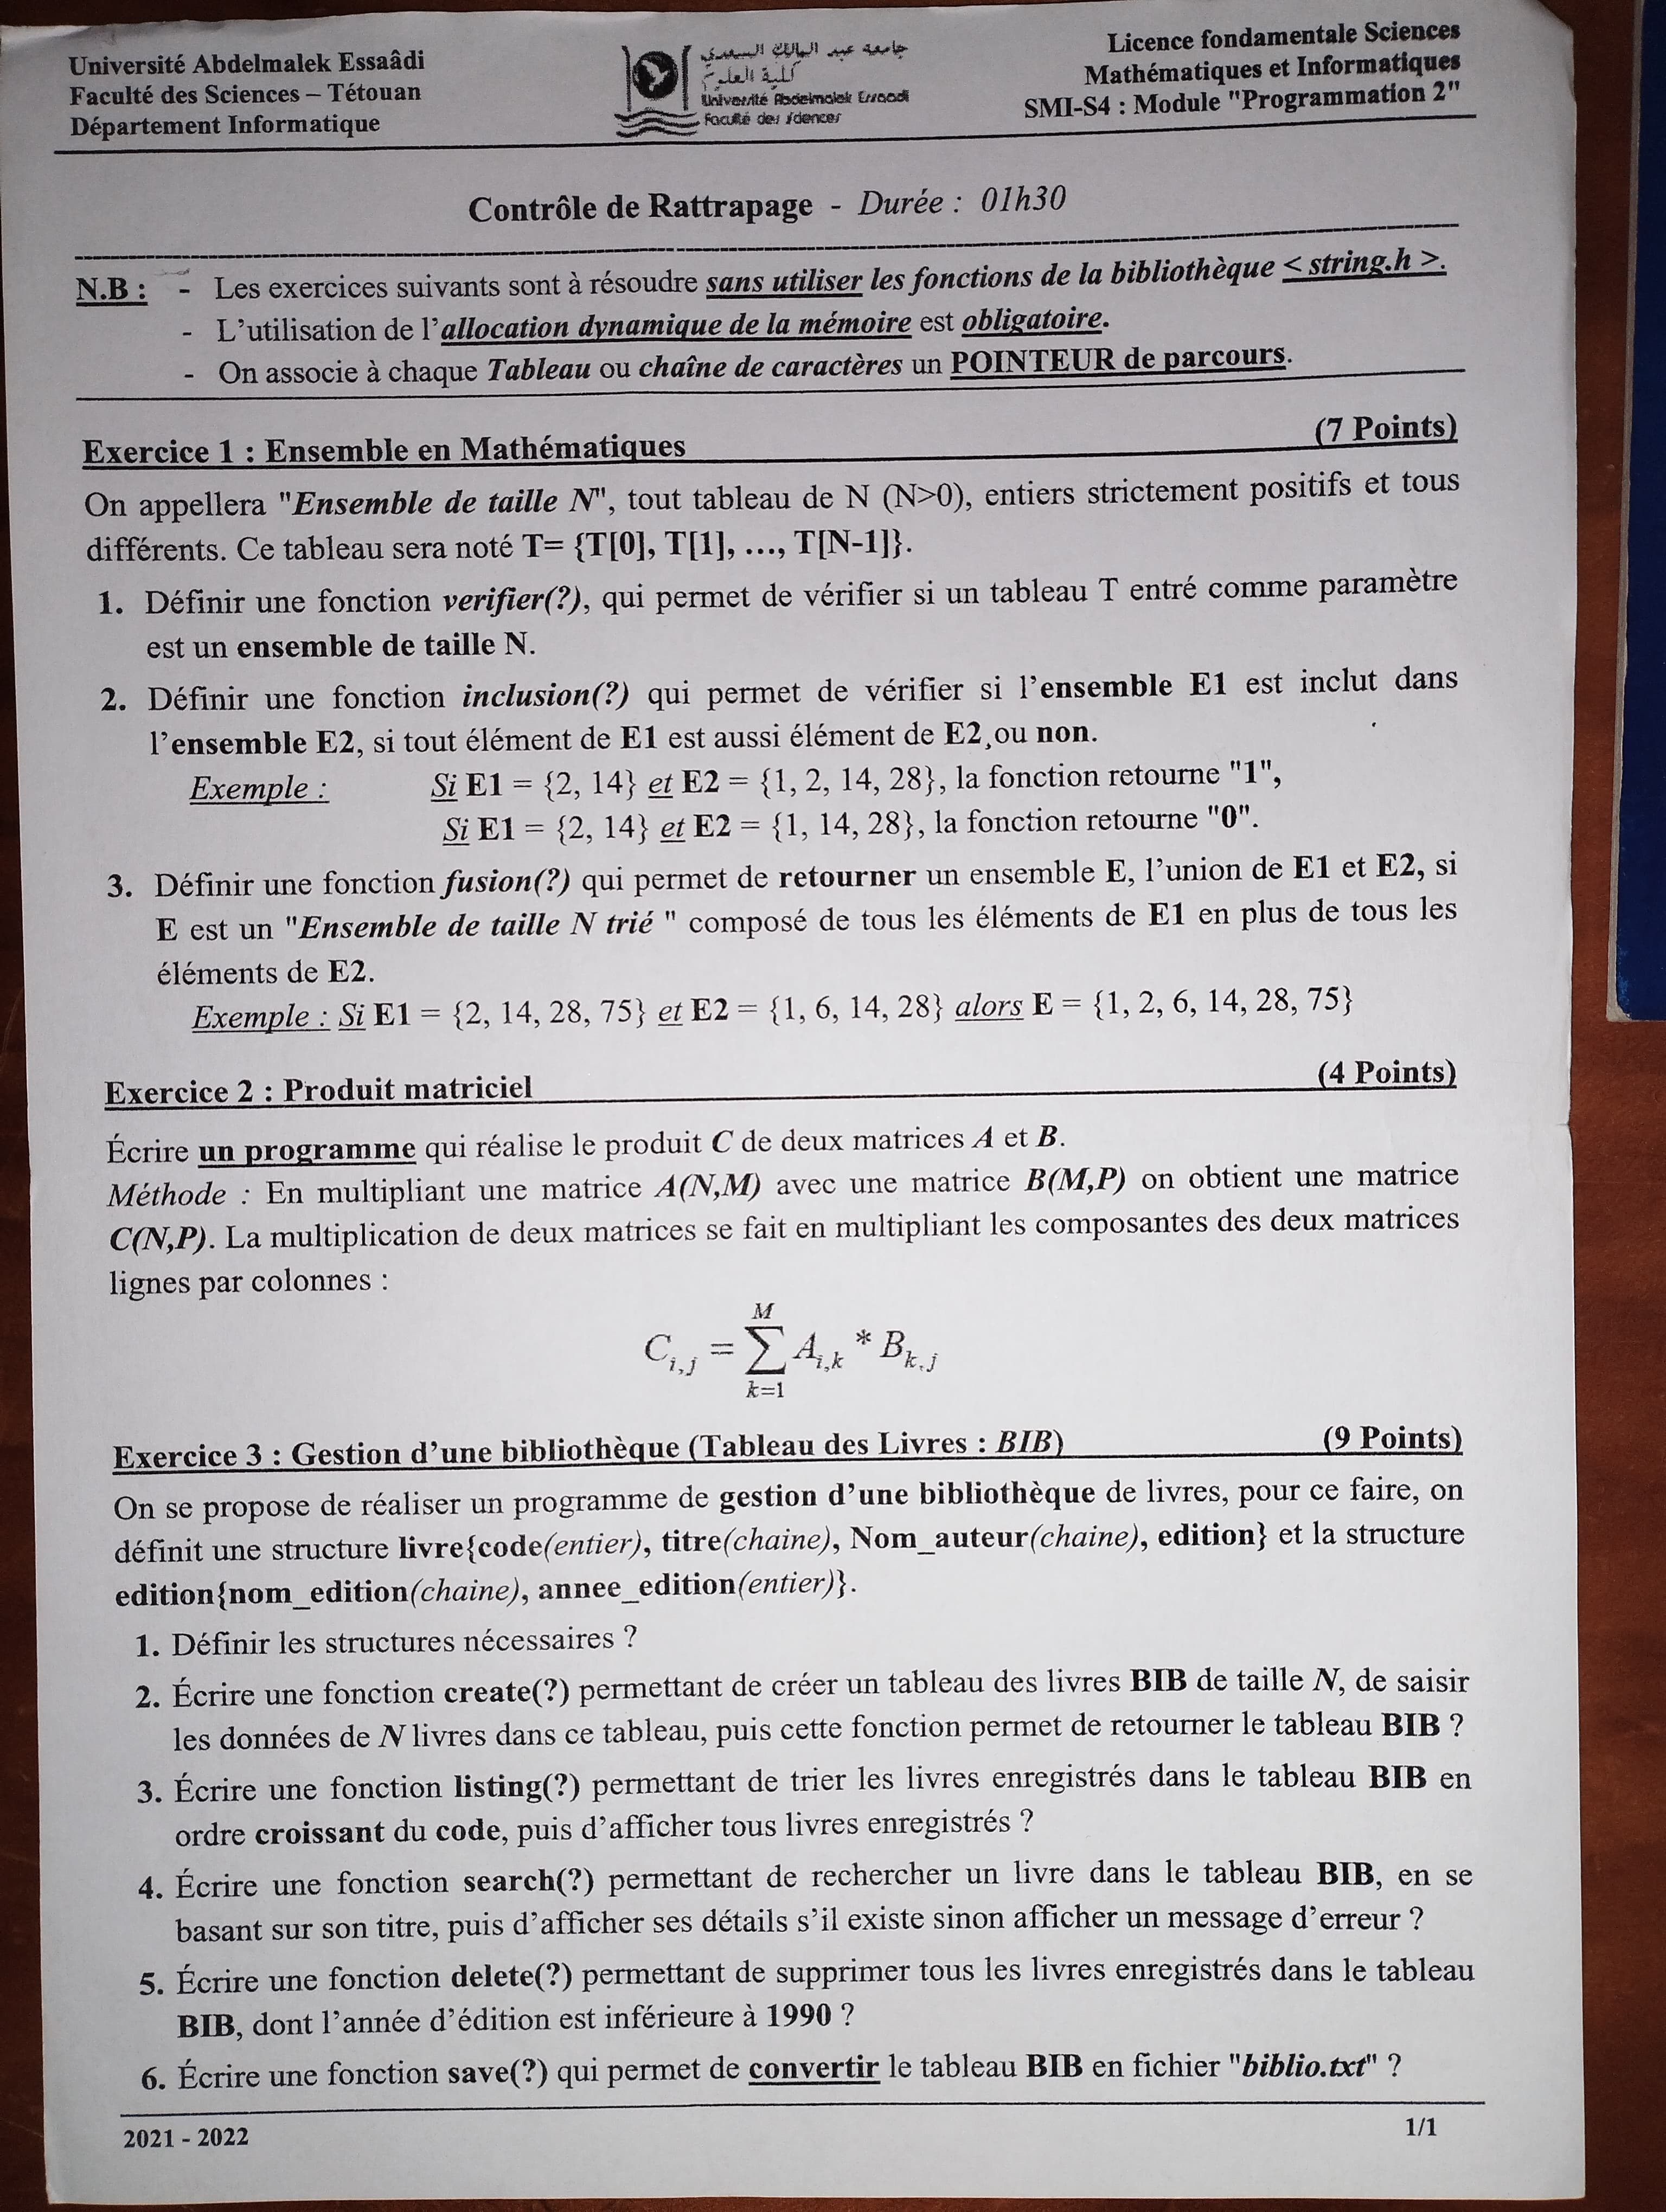 Université Abdelmalek Essaâdi
Faculté des Sciences – Tétouan
Département Informatique
جامعة عبد المالك السعدي
كلية العلوم
Université Abdelmalek Essaadi
Faculté des Sciences
Licence fondamentale Sciences
Mathématiques et Informatiques
SMI-S4 : Module "Programmation 2"
Contrôle de Rattrapage - Durée : 01h30
N.B : - Les exercices suivants sont à résoudre sans utiliser les fonctions de la bibliothèque < string.h >.
- L'utilisation de l'allocation dynamique de la mémoire est obligatoire.
- On associe à chaque Tableau ou chaîne de caractères un POINTEUR de parcours.
Exercice 1 : Ensemble en Mathématiques (7 Points)
On appellera "Ensemble de taille N", tout tableau de N (N>0), entiers strictement positifs et tous
différents. Ce tableau sera noté T= {T[0], T[1], ..., T[N-1]}.
1. Définir une fonction verifier(?), qui permet de vérifier si un tableau T entré comme paramètre
est un ensemble de taille N.
2. Définir une fonction inclusion(?) qui permet de vérifier si l'ensemble E1 est inclut dans
l'ensemble E2, si tout élément de E1 est aussi élément de E2, ou non.
Exemple : Si E1 = {2, 14} et E2 = {1, 2, 14, 28}, la fonction retourne "1",
Si E1 = {2, 14} et E2 = {1, 14, 28}, la fonction retourne "0".
3. Définir une fonction fusion(?) qui permet de retourner un ensemble E, l'union de E1 et E2, si
E est un "Ensemble de taille N trié " composé de tous les éléments de E1 en plus de tous les
éléments de E2.
Exemple : Si E1 = {2, 14, 28, 75} et E2 = {1, 6, 14, 28} alors E = {1, 2, 6, 14, 28, 75}
Exercice 2 : Produit matriciel (4 Points)
Écrire un programme qui réalise le produit C de deux matrices A et B.
Méthode : En multipliant une matrice A(N,M) avec une matrice B(M,P) on obtient une matrice
C(N,P). La multiplication de deux matrices se fait en multipliant les composantes des deux matrices
lignes par colonnes :
C_{i,j} = \sum_{k=1}^{M} A_{i,k} * B_{k,j}
Exercice 3 : Gestion d'une bibliothèque (Tableau des Livres : BIB) (9 Points)
On se propose de réaliser un programme de gestion d'une bibliothèque de livres, pour ce faire, on
définit une structure livre{code(entier), titre(chaine), Nom_auteur(chaine), edition} et la structure
edition{nom_edition(chaine), annee_edition(entier)}.
1. Définir les structures nécessaires ?
2. Écrire une fonction create(?) permettant de créer un tableau des livres BIB de taille N, de saisir
les données de N livres dans ce tableau, puis cette fonction permet de retourner le tableau BIB ?
3. Écrire une fonction listing(?) permettant de trier les livres enregistrés dans le tableau BIB en
ordre croissant du code, puis d'afficher tous livres enregistrés ?
4. Écrire une fonction search(?) permettant de rechercher un livre dans le tableau BIB, en se
basant sur son titre, puis d'afficher ses détails s'il existe sinon afficher un message d'erreur ?
5. Écrire une fonction delete(?) permettant de supprimer tous les livres enregistrés dans le tableau
BIB, dont l'année d'édition est inférieure à 1990 ?
6. Écrire une fonction save(?) qui permet de convertir le tableau BIB en fichier "biblio.txt" ?
2021 - 2022 1/1